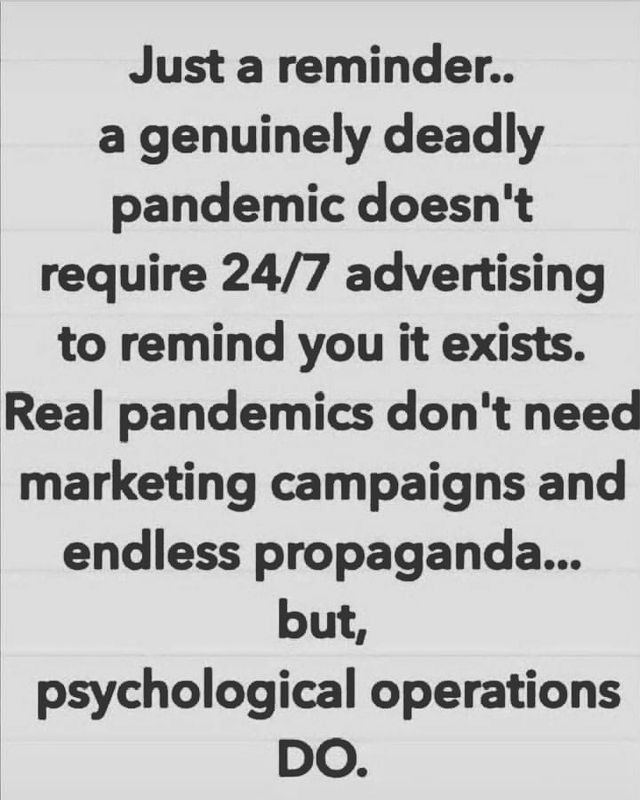 Just a reminder..
a genuinely deadly
pandemic doesn't
require 24/7 advertising
to remind you it exists.
Real pandemics don't need
marketing campaigns and
endless propaganda...
but,
psychological operations
DO.